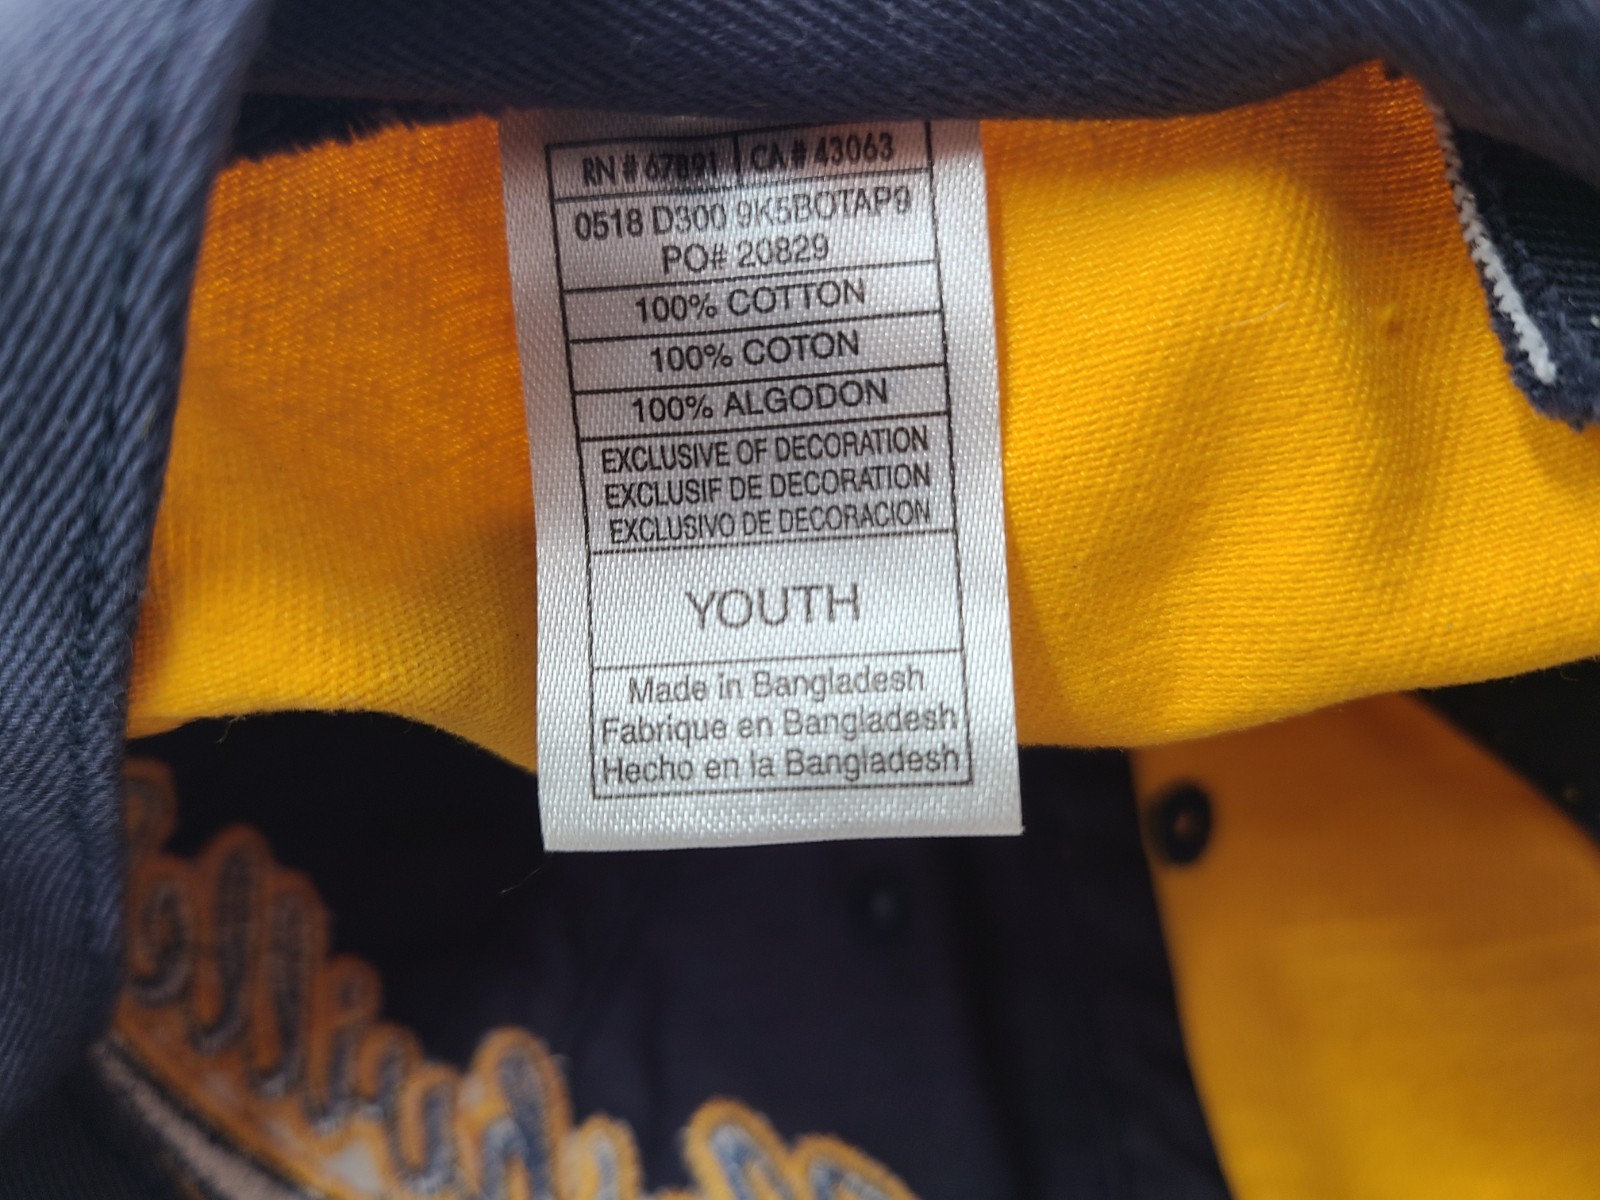 RN # 67891 | CA # 43063
0518 D300 9K5BOTAP9
PO# 20829
100% COTTON
100% COTON
100% ALGODON
EXCLUSIVE OF DECORATION
EXCLUSIF DE DECORATION
EXCLUSIVO DE DECORACION
YOUTH
Made in Bangladesh
Fabrique en Bangladesh
Hecho en la Bangladesh